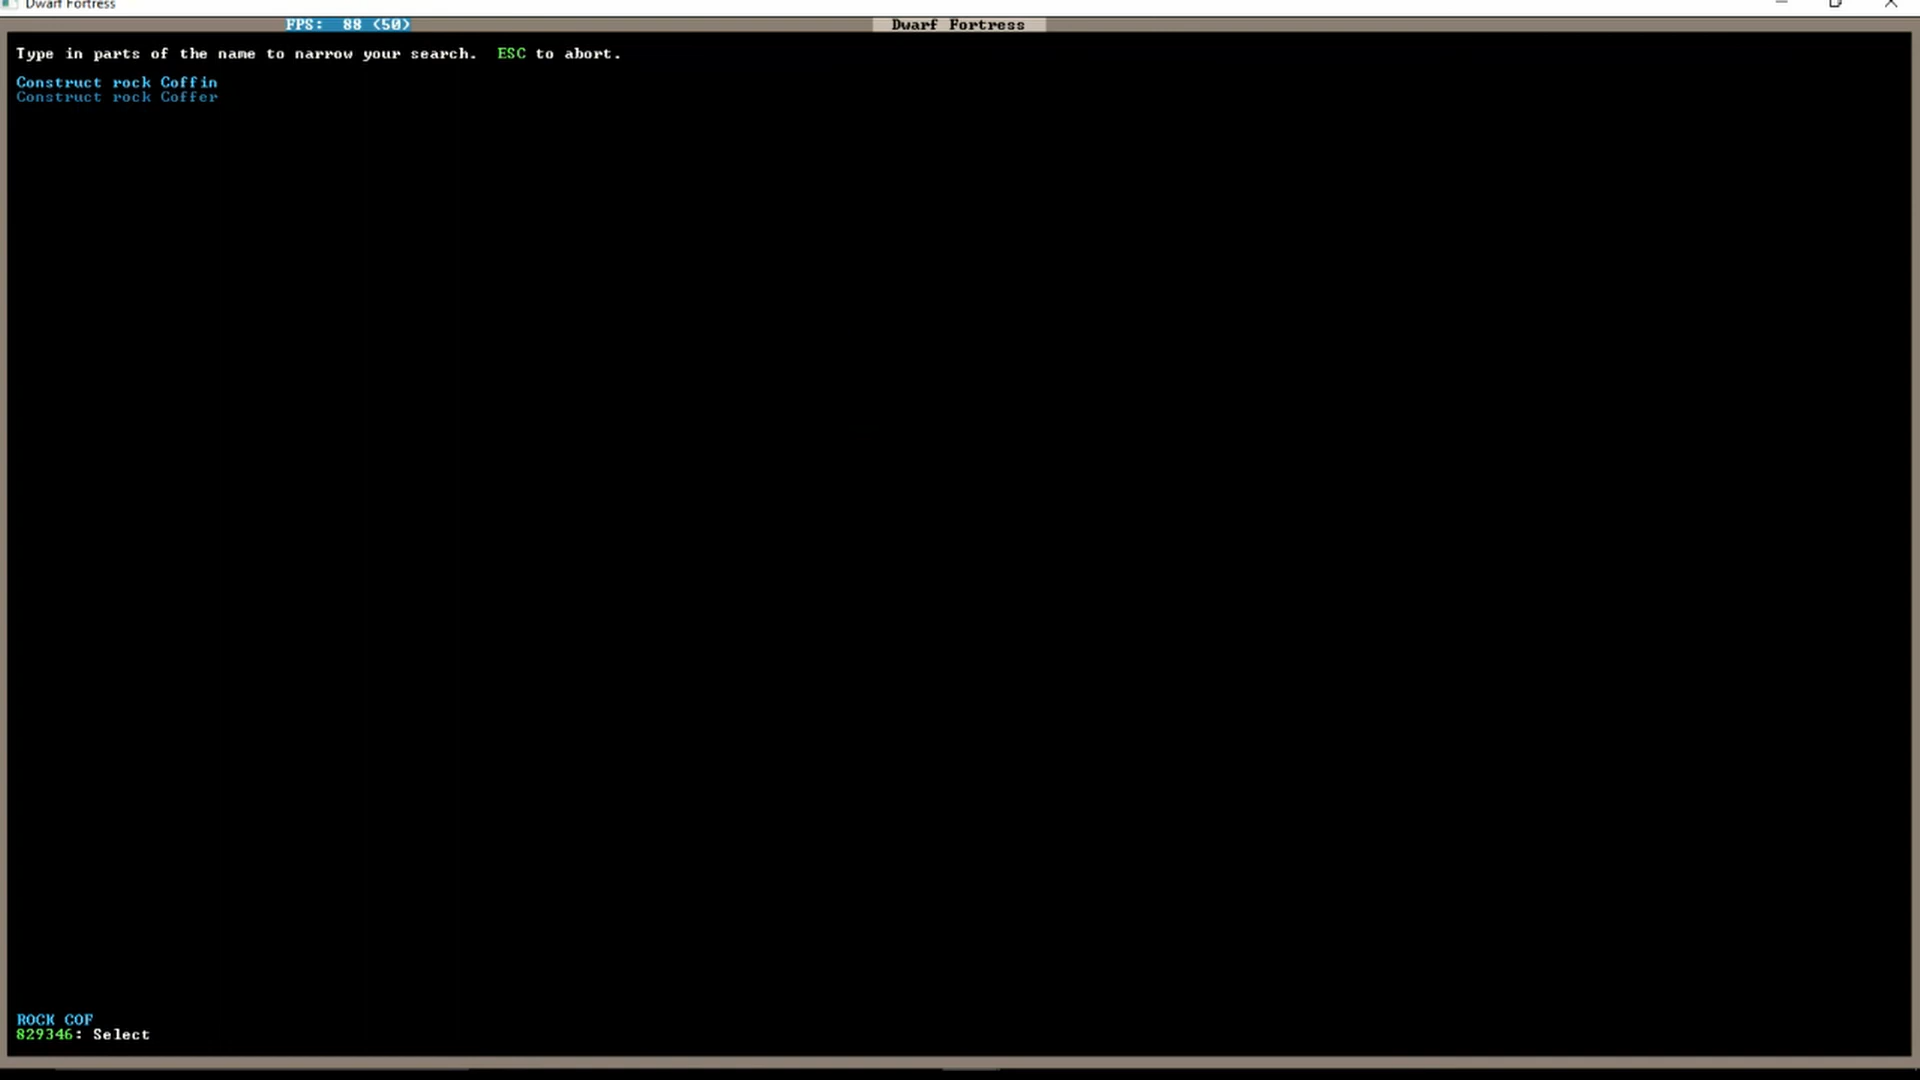 Dwarf Fortress
FPS: 88 (50) Dwarf Fortress
Type in parts of the name to narrow your search. ESC to abort.
Construct rock Coffin
Construct rock Coffer
ROCK COF
829346: Select